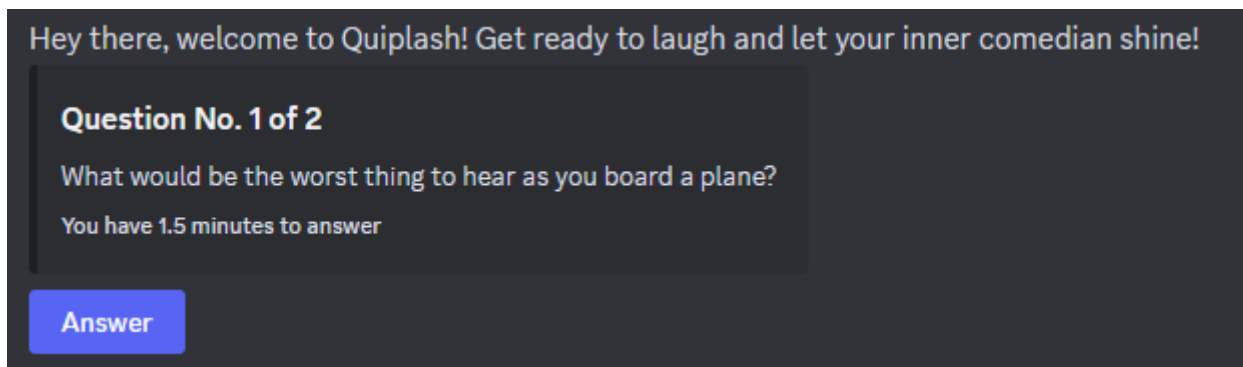 Hey there, welcome to Quiplash! Get ready to laugh and let your inner comedian shine!
Question No. 1 of 2
What would be the worst thing to hear as you board a plane?
You have 1.5 minutes to answer
Answer